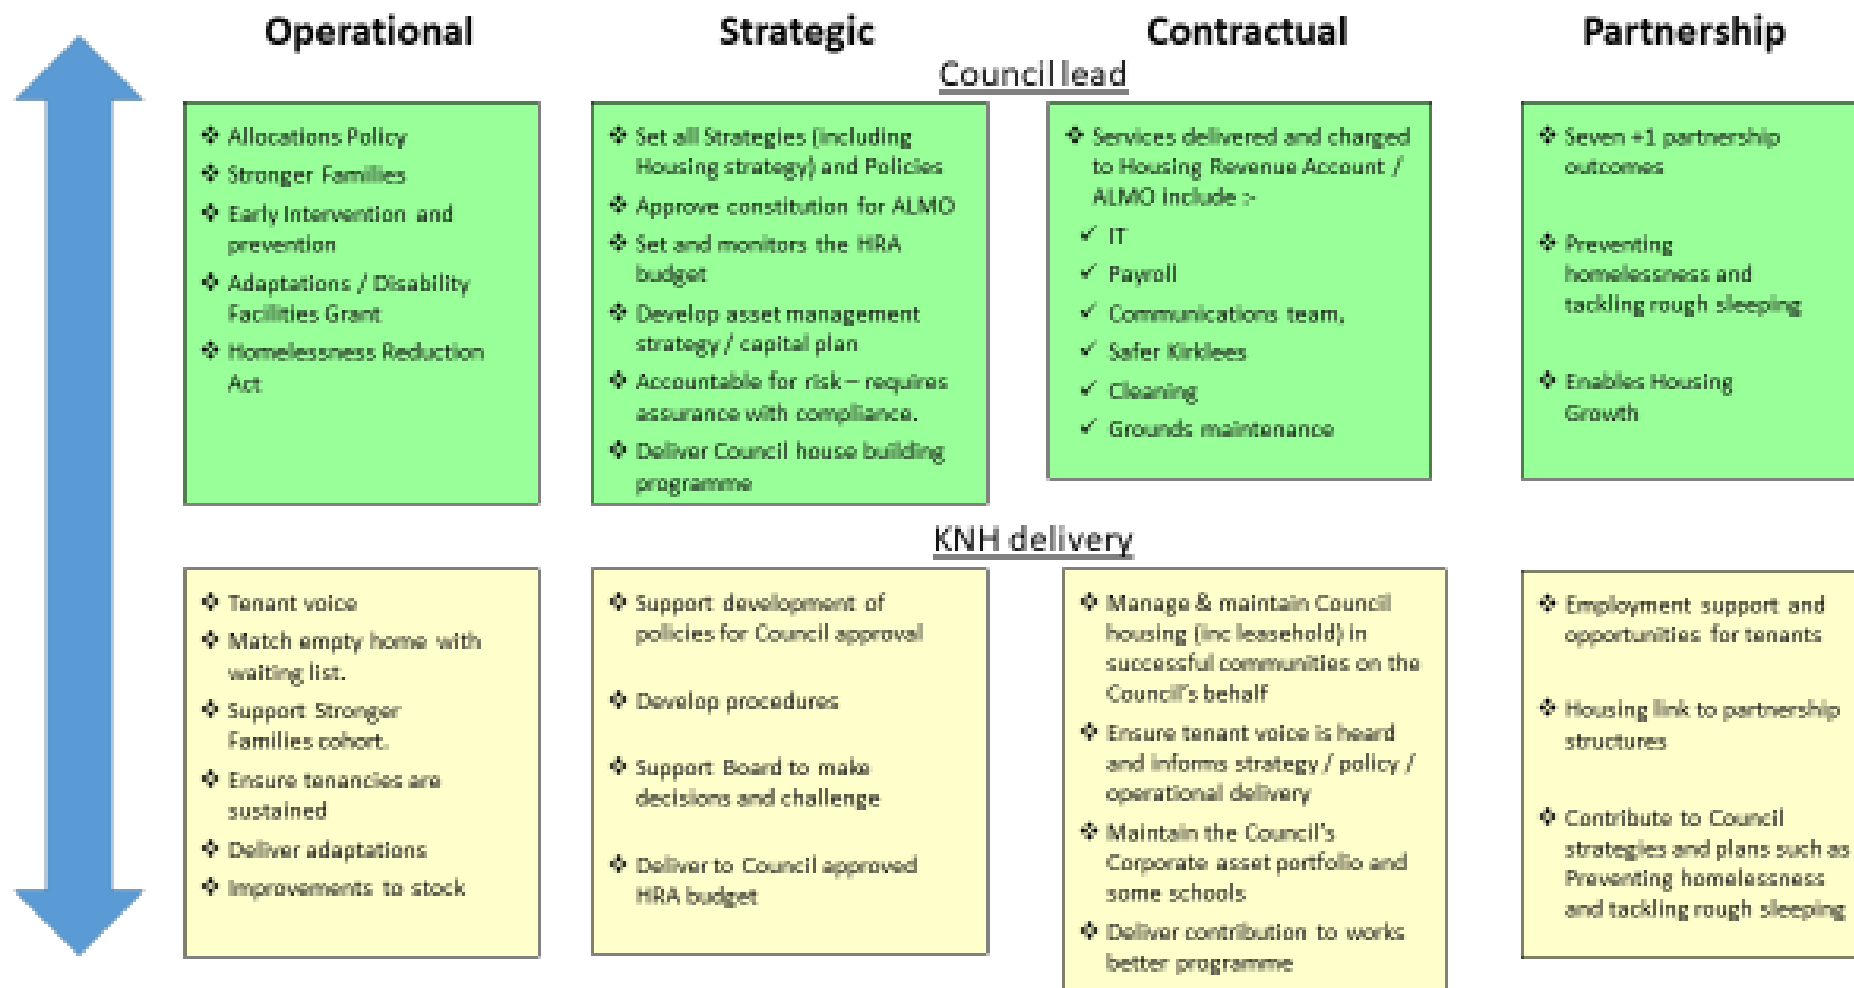 Operational
Strategic
Contractual
Partnership
Council lead
❖ Allocations Policy
❖ Stronger Families
❖ Early Intervention and
prevention
❖ Adaptations / Disability
Facilities Grant
❖ Homelessness Reduction
Act
❖ Set all Strategies (including
Housing strategy) and Policies
❖ Approve constitution for ALMO
❖ Set and monitors the HRA
budget
❖ Develop asset management
strategy / capital plan
❖ Accountable for risk – requires
assurance with compliance.
❖ Deliver Council house building
programme
❖ Services delivered and charged
to Housing Revenue Account /
ALMO include :-
✓ IT
✓ Payroll
✓ Communications team,
✓ Safer Kirklees
✓ Cleaning
✓ Grounds maintenance
❖ Seven +1 partnership
outcomes
❖ Preventing
homelessness and
tackling rough sleeping
❖ Enables Housing
Growth
KNH delivery
❖ Tenant voice
❖ Match empty home with
waiting list.
❖ Support Stronger
Families cohort.
❖ Ensure tenancies are
sustained
❖ Deliver adaptations
❖ Improvements to stock
❖ Support development of
policies for Council approval
❖ Develop procedures
❖ Support Board to make
decisions and challenge
❖ Deliver to Council approved
HRA budget
❖ Manage & maintain Council
housing (inc leasehold) in
successful communities on the
Council's behalf
❖ Ensure tenant voice is heard
and informs strategy / policy /
operational delivery
❖ Maintain the Council's
Corporate asset portfolio and
some schools
❖ Deliver contribution to works
better programme
❖ Employment support and
opportunities for tenants
❖ Housing link to partnership
structures
❖ Contribute to Council
strategies and plans such as
Preventing homelessness
and tackling rough sleeping